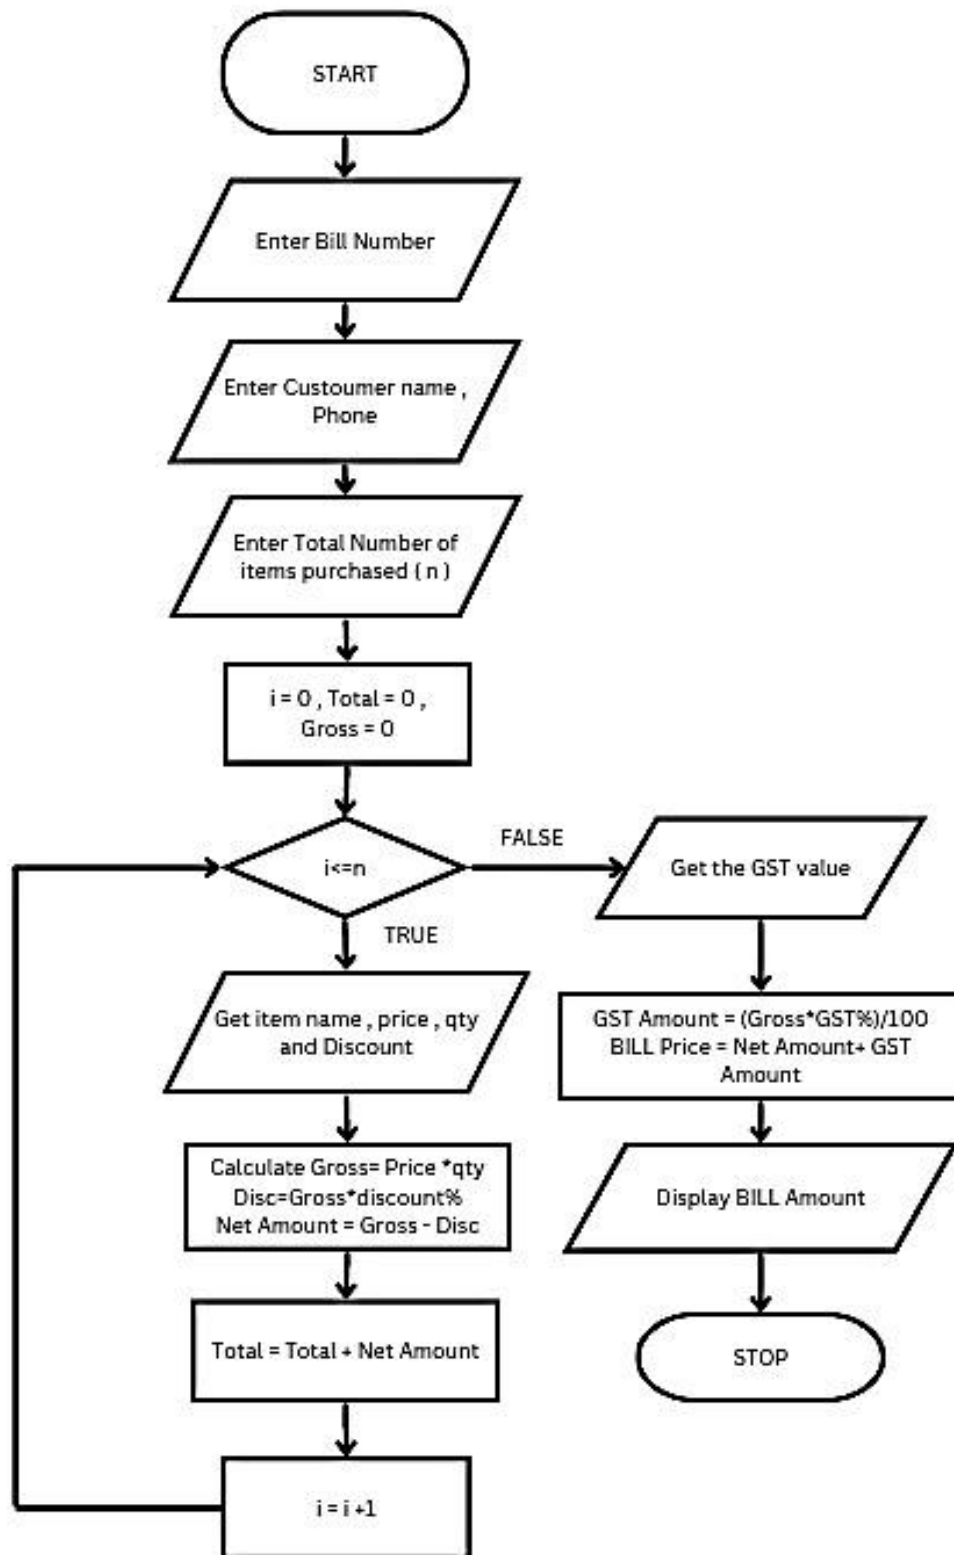 START
Enter Bill Number
Enter Custoumer name ,
Phone
Enter Total Number of
items purchased ( n )
i = 0 , Total = 0 ,
Gross = 0
i<=n
FALSE
TRUE
Get item name , price , qty
and Discount
Calculate Gross= Price *qty
Disc=Gross*discount%
Net Amount = Gross - Disc
Total = Total + Net Amount
i = i +1
Get the GST value
GST Amount = (Gross*GST%)/100
BILL Price = Net Amount+ GST
Amount
Display BILL Amount
STOP